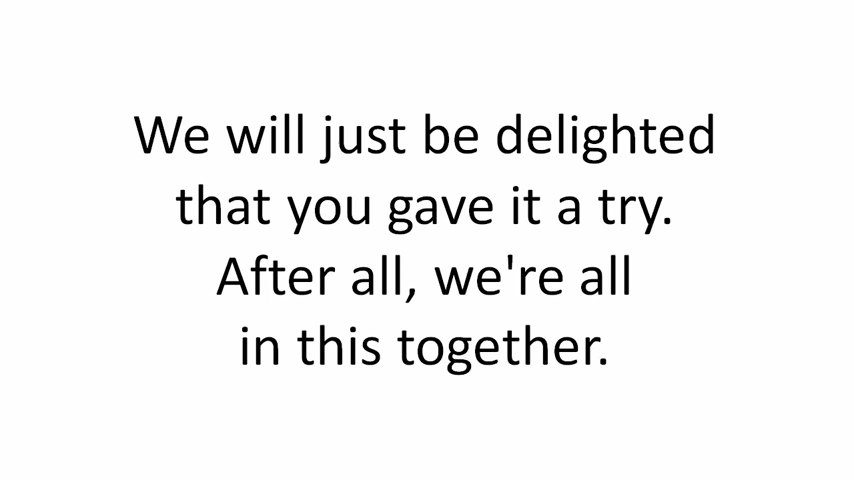 We will just be delighted
that you gave it a try.
After all, we're all
in this together.